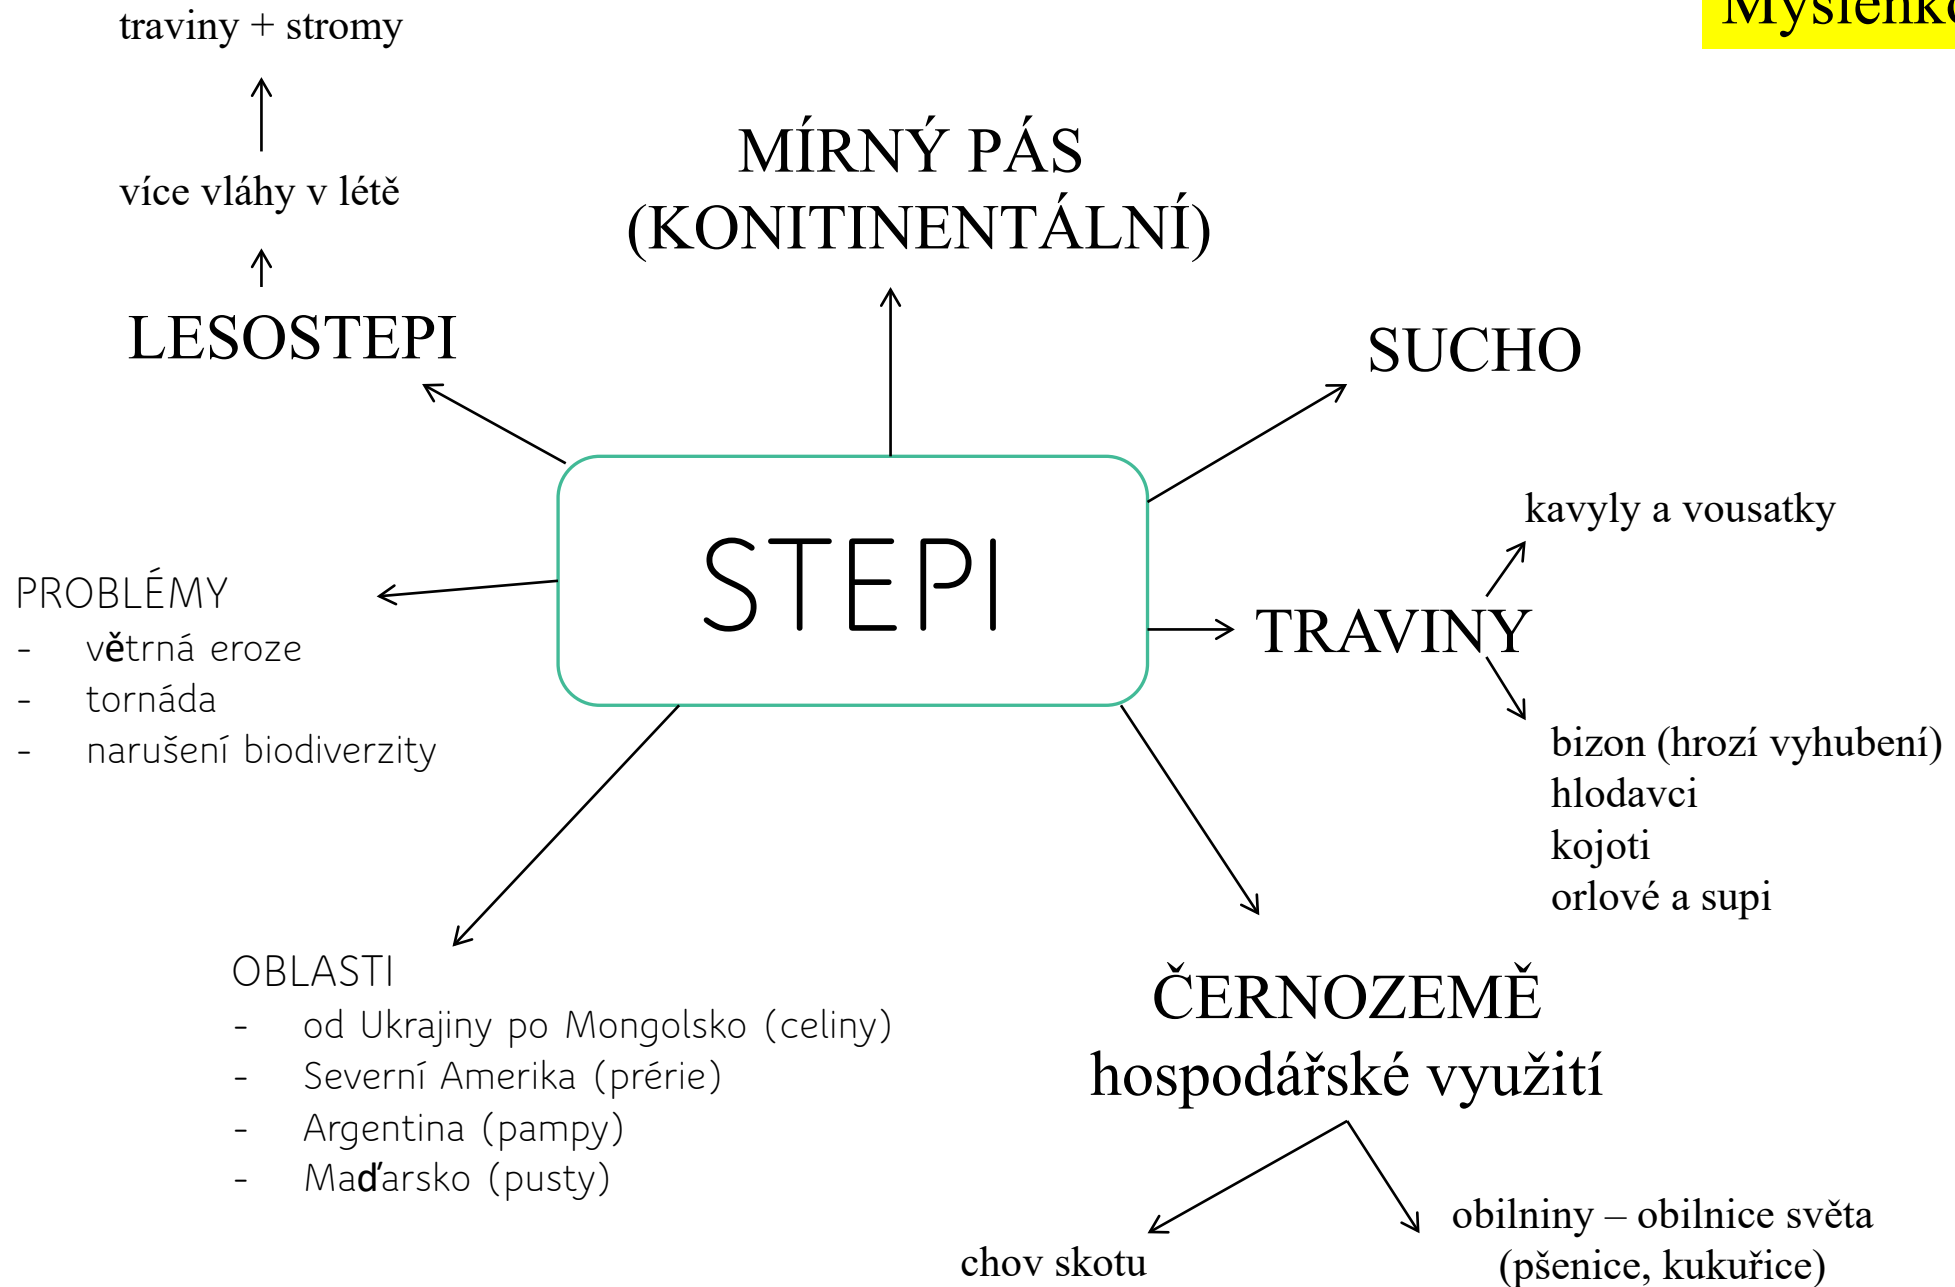 traviny + stromy
více vláhy v létě
LESOSTEPI
MÍRNÝ PÁS
(KONITINENTÁLNÍ)
SUCHO
STEPI
kavyly a vousatky
TRAVINY
bizon (hrozí vyhubení)
hlodavci
kojoti
orlové a supi
PROBLÉMY
- větrná eroze
- tornáda
- narušení biodiverzity
OBLASTI
- od Ukrajiny po Mongolsko (celiny)
- Severní Amerika (prérie)
- Argentina (pampy)
- Maďarsko (pusty)
ČERNOZEMĚ
hospodářské využití
chov skotu
obilniny – obilnice světa
(pšenice, kukuřice)